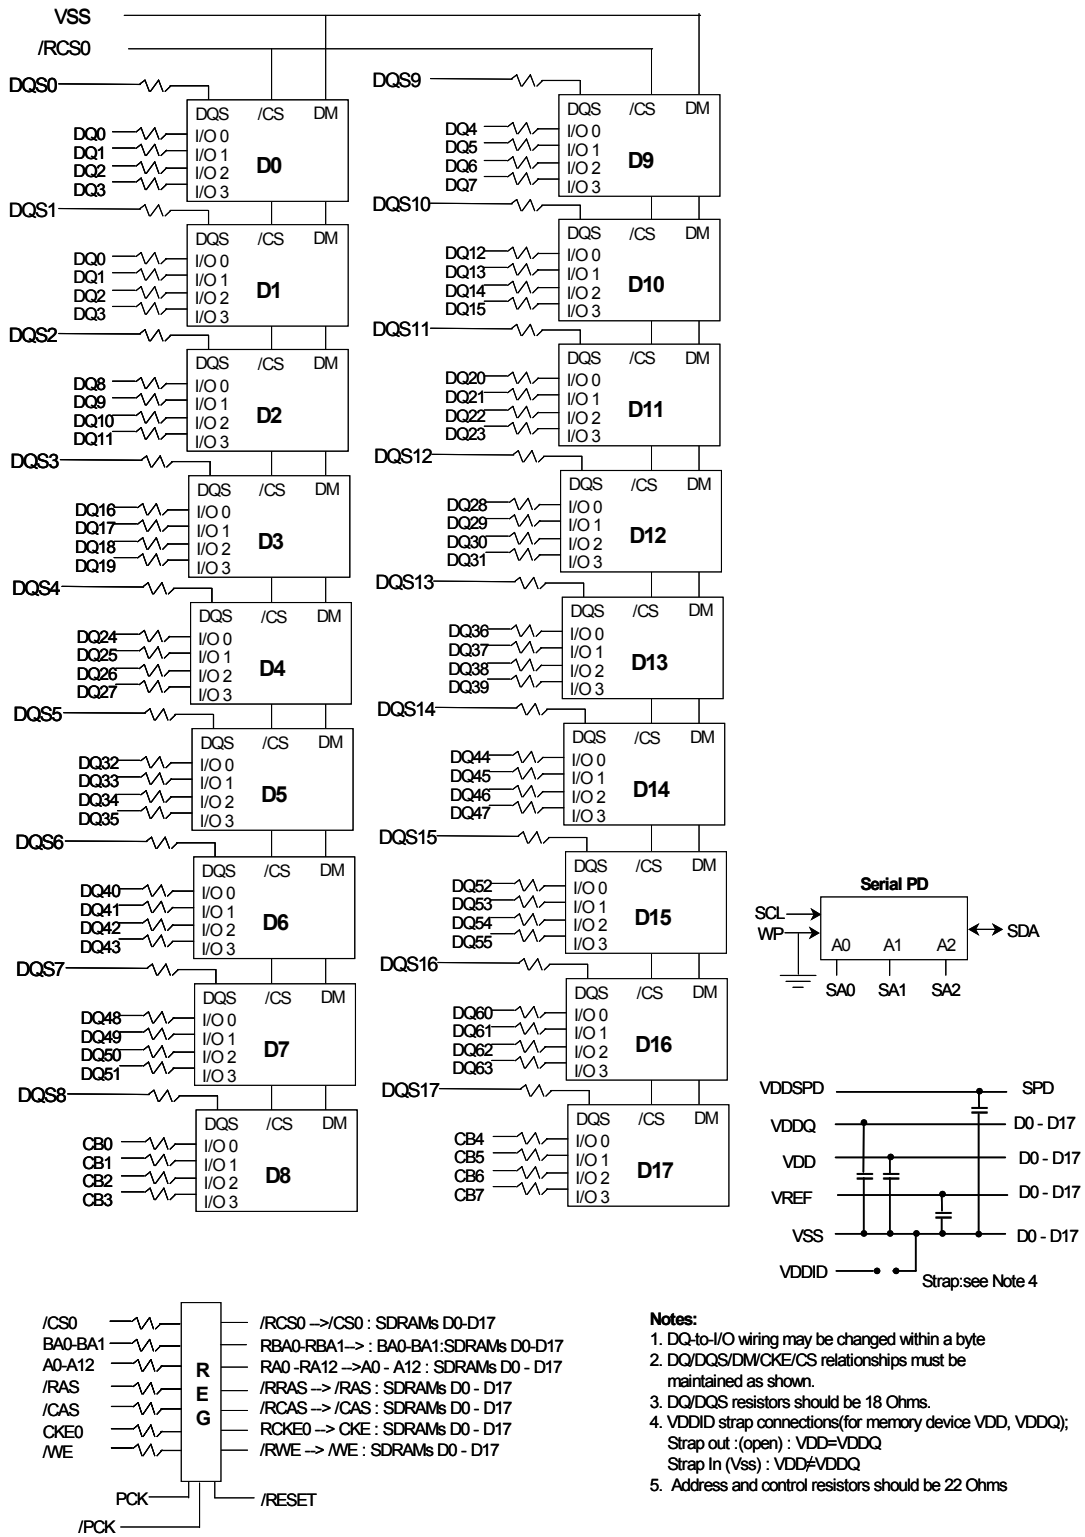 VSS
/RCS0
DQS0
DQS /CS DM
DQ0 I/O 0
DQ1 I/O 1
DQ2 I/O 2
DQ3 I/O 3
D0
DQS1
DQS /CS DM
DQ0 I/O 0
DQ1 I/O 1
DQ2 I/O 2
DQ3 I/O 3
D1
DQS2
DQS /CS DM
DQ8 I/O 0
DQ9 I/O 1
DQ10 I/O 2
DQ11 I/O 3
D2
DQS3
DQS /CS DM
DQ16 I/O 0
DQ17 I/O 1
DQ18 I/O 2
DQ19 I/O 3
D3
DQS4
DQS /CS DM
DQ24 I/O 0
DQ25 I/O 1
DQ26 I/O 2
DQ27 I/O 3
D4
DQS5
DQS /CS DM
DQ32 I/O 0
DQ33 I/O 1
DQ34 I/O 2
DQ35 I/O 3
D5
DQS6
DQS /CS DM
DQ40 I/O 0
DQ41 I/O 1
DQ42 I/O 2
DQ43 I/O 3
D6
DQS7
DQS /CS DM
DQ48 I/O 0
DQ49 I/O 1
DQ50 I/O 2
DQ51 I/O 3
D7
DQS8
DQS /CS DM
CB0 I/O 0
CB1 I/O 1
CB2 I/O 2
CB3 I/O 3
D8
DQS9
DQS /CS DM
DQ4 I/O 0
DQ5 I/O 1
DQ6 I/O 2
DQ7 I/O 3
D9
DQS10
DQS /CS DM
DQ12 I/O 0
DQ13 I/O 1
DQ14 I/O 2
DQ15 I/O 3
D10
DQS11
DQS /CS DM
DQ20 I/O 0
DQ21 I/O 1
DQ22 I/O 2
DQ23 I/O 3
D11
DQS12
DQS /CS DM
DQ28 I/O 0
DQ29 I/O 1
DQ30 I/O 2
DQ31 I/O 3
D12
DQS13
DQS /CS DM
DQ36 I/O 0
DQ37 I/O 1
DQ38 I/O 2
DQ39 I/O 3
D13
DQS14
DQS /CS DM
DQ44 I/O 0
DQ45 I/O 1
DQ46 I/O 2
DQ47 I/O 3
D14
DQS15
DQS /CS DM
DQ52 I/O 0
DQ53 I/O 1
DQ54 I/O 2
DQ55 I/O 3
D15
DQS16
DQS /CS DM
DQ60 I/O 0
DQ61 I/O 1
DQ62 I/O 2
DQ63 I/O 3
D16
DQS17
DQS /CS DM
CB4 I/O 0
CB5 I/O 1
CB6 I/O 2
CB7 I/O 3
D17
Serial PD
SCL
WP
SDA
A0 A1 A2
SA0 SA1 SA2
VDDSPD SPD
VDDQ D0 - D17
VDD D0 - D17
VREF D0 - D17
VSS D0 - D17
VDDID
Strap:see Note 4
/CS0 /RCS0 -->/CS0 : SDRAMs D0-D17
BA0-BA1 RBA0-RBA1--> : BA0-BA1:SDRAMs D0-D17
A0-A12 RA0 -RA12 -->A0 - A12 : SDRAMs D0 - D17
/RAS /RRAS --> /RAS : SDRAMs D0 - D17
/CAS /RCAS --> /CAS : SDRAMs D0 - D17
CKE0 RCKE0 --> CKE : SDRAMs D0 - D17
/WE /RWE --> /WE : SDRAMs D0 - D17
R
E
G
PCK /RESET
/PCK
Notes:
1. DQ-to-I/O wiring may be changed within a byte
2. DQ/DQS/DM/CKE/CS relationships must be
maintained as shown.
3. DQ/DQS resistors should be 18 Ohms.
4. VDDID strap connections(for memory device VDD, VDDQ);
Strap out :(open) : VDD=VDDQ
Strap In (Vss) : VDD≠VDDQ
5. Address and control resistors should be 22 Ohms